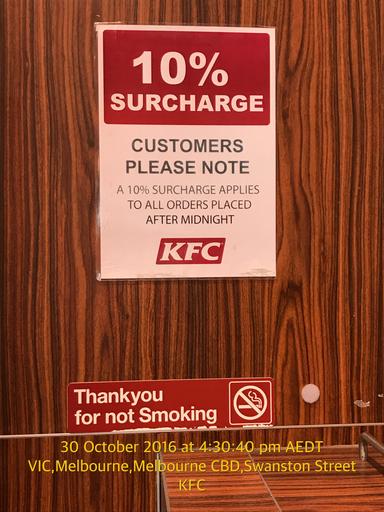 10%
SURCHARGE
CUSTOMERS
PLEASE NOTE
A 10% SURCHARGE APPLIES
TO ALL ORDERS PLACED
AFTER MIDNIGHT
KFC
Thankyou
for not Smoking
30 October 2016 at 4:30:40 pm AEDT
VIC,Melbourne,Melbourne CBD,Swanston Street
KFC